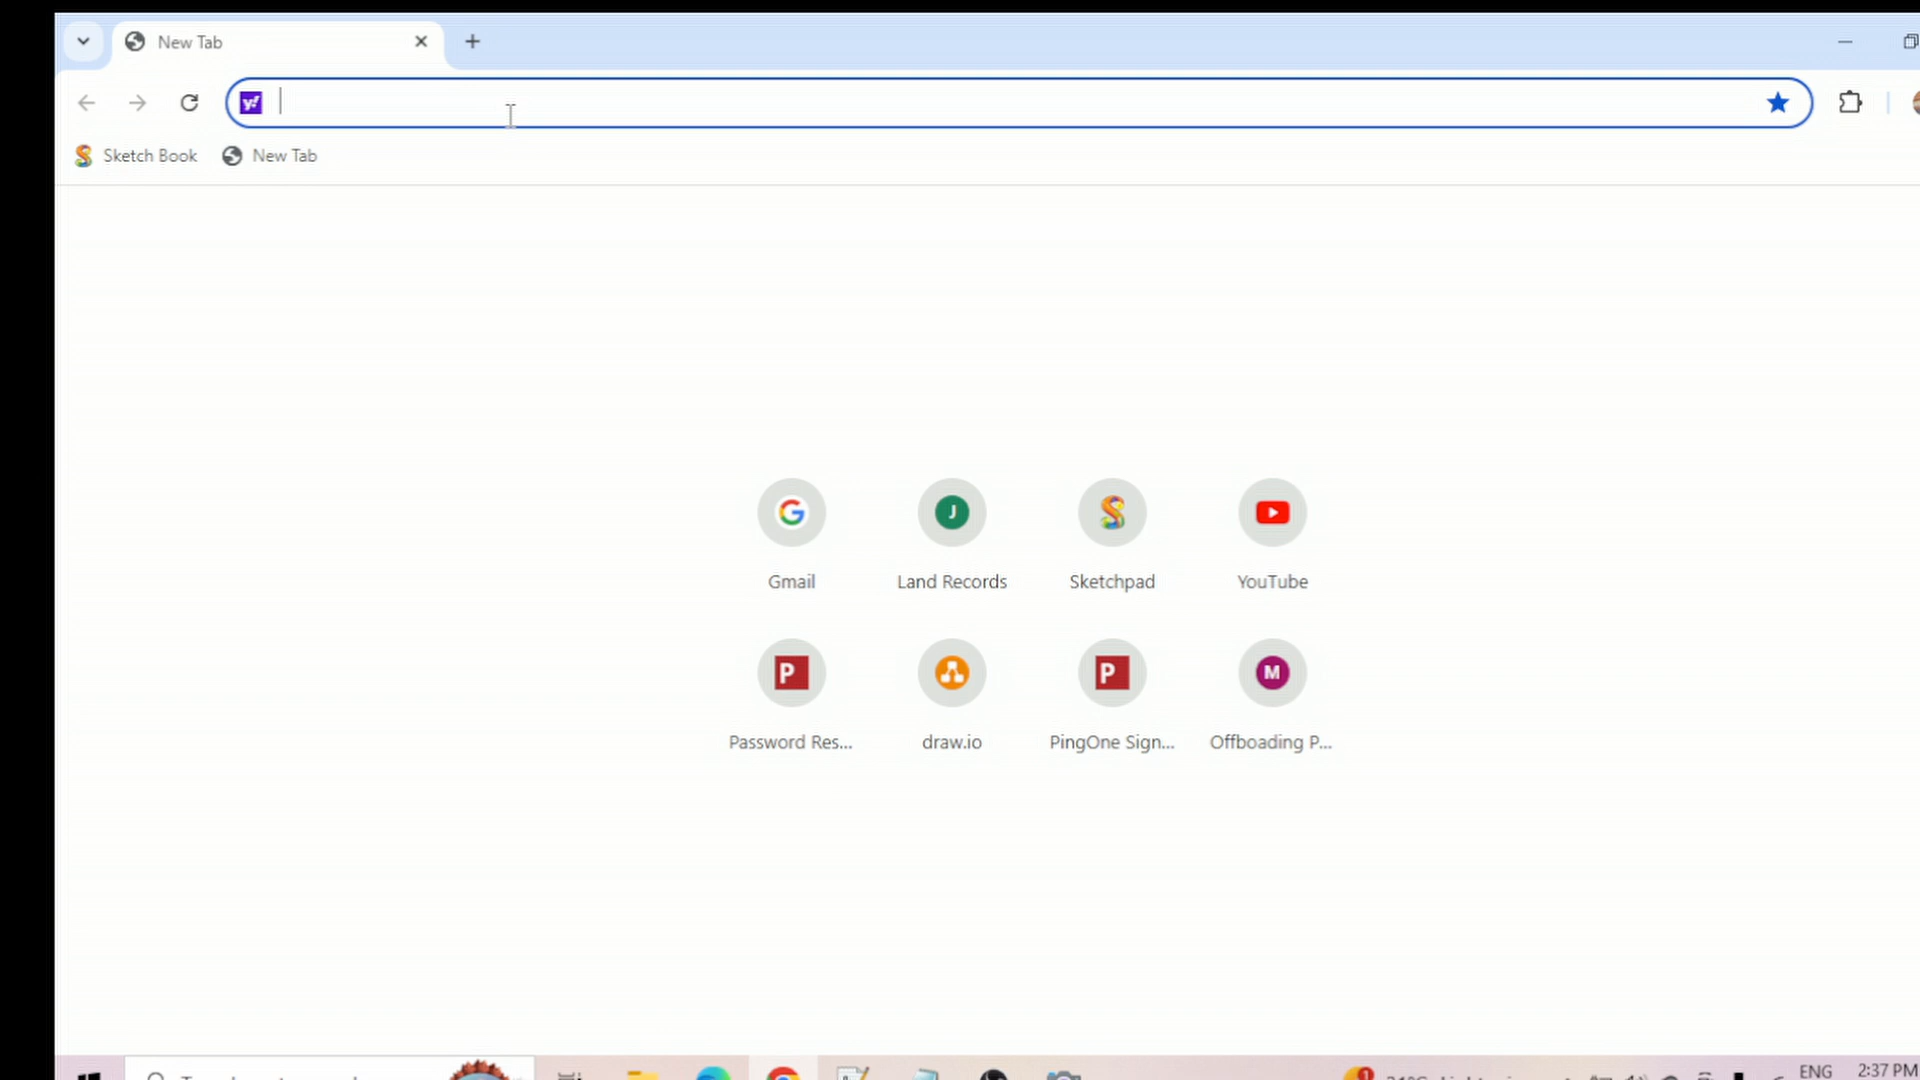 New Tab
y!
Sketch Book New Tab
J
Gmail Land Records Sketchpad YouTube
P P M
Password Res... draw.io PingOne Sign... Offboading P...
1 ENG 2:37 PM